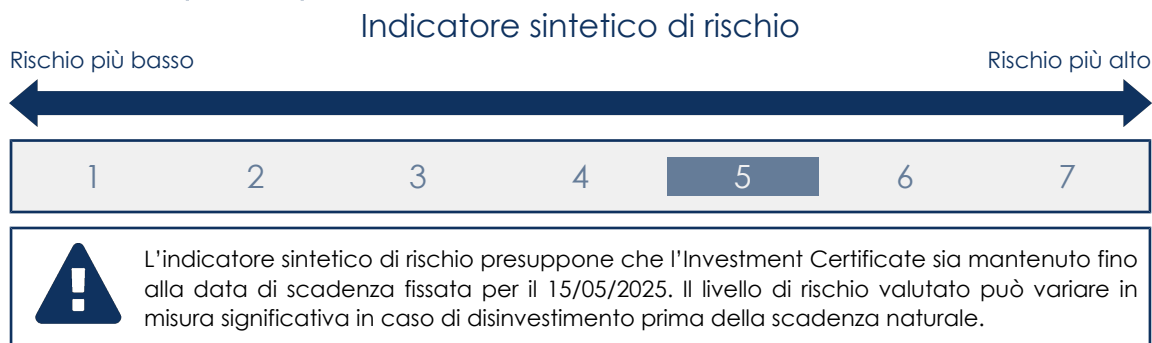 Indicatore sintetico di rischio
Rischio più basso
Rischio più alto
1 2 3 4 5 6 7
L'indicatore sintetico di rischio presuppone che l'Investment Certificate sia mantenuto fino
alla data di scadenza fissata per il 15/05/2025. Il livello di rischio valutato può variare in
misura significativa in caso di disinvestimento prima della scadenza naturale.